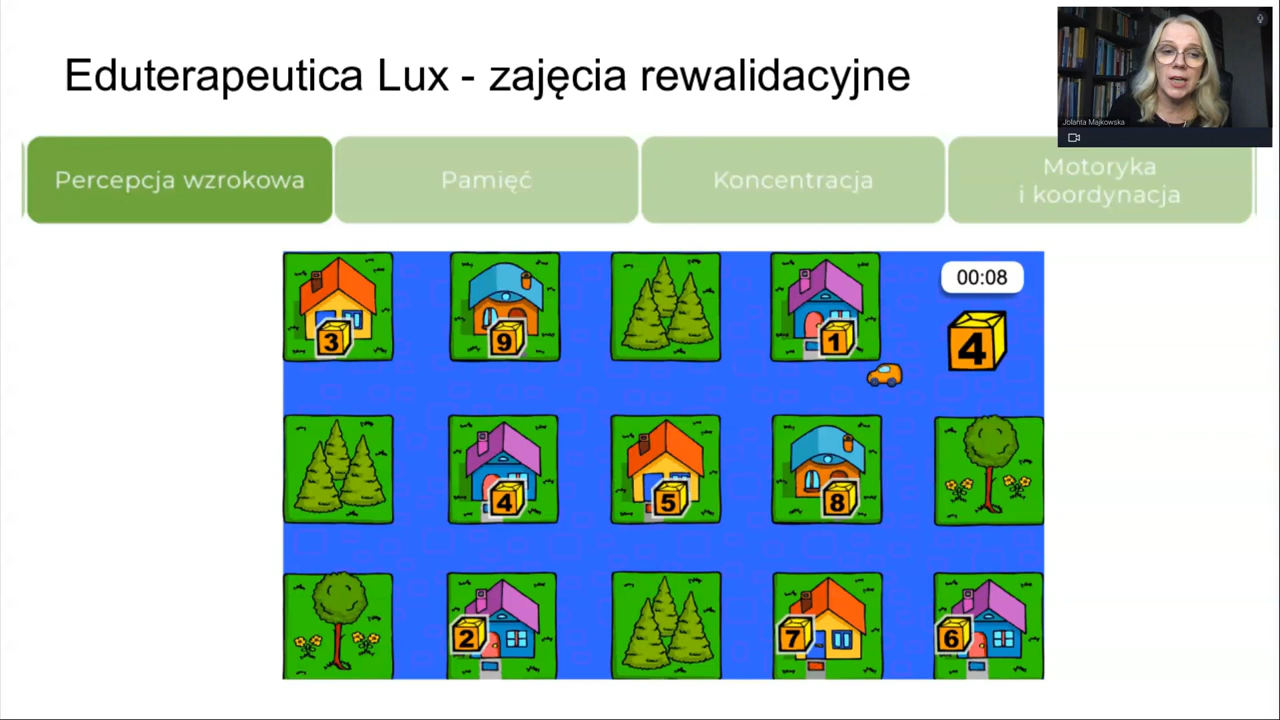 Eduterapeutica Lux - zajęcia rewalidacyjne
Jolanta Majkowska
Percepcja wzrokowa
Pamięć
Koncentracja
Motoryka
i koordynacja
00:08
3
9
1
4
4
5
8
2
7
6